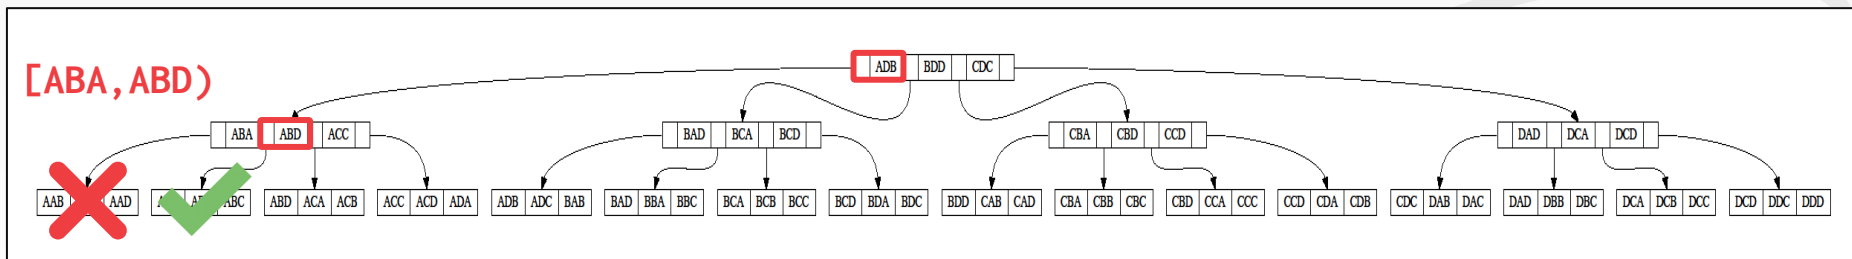 ADB BDD CDC
[ABA,ABD)
ABA ABD ACC BAD BCA BCD CBA CBD CCD DAD DCA DCD
AAB AAD ABC ABD ACA ACB ACC ACD ADA ADB ADC BAB BAD BBA BBC BCA BCB BCC BCD BDA BDC BDD CAB CAD CBA CBB CBC CBD CCA CCC CCD CDA CDB CDC DAB DAC DAD DBB DBC DCA DCB DCC DCD DDC DDD